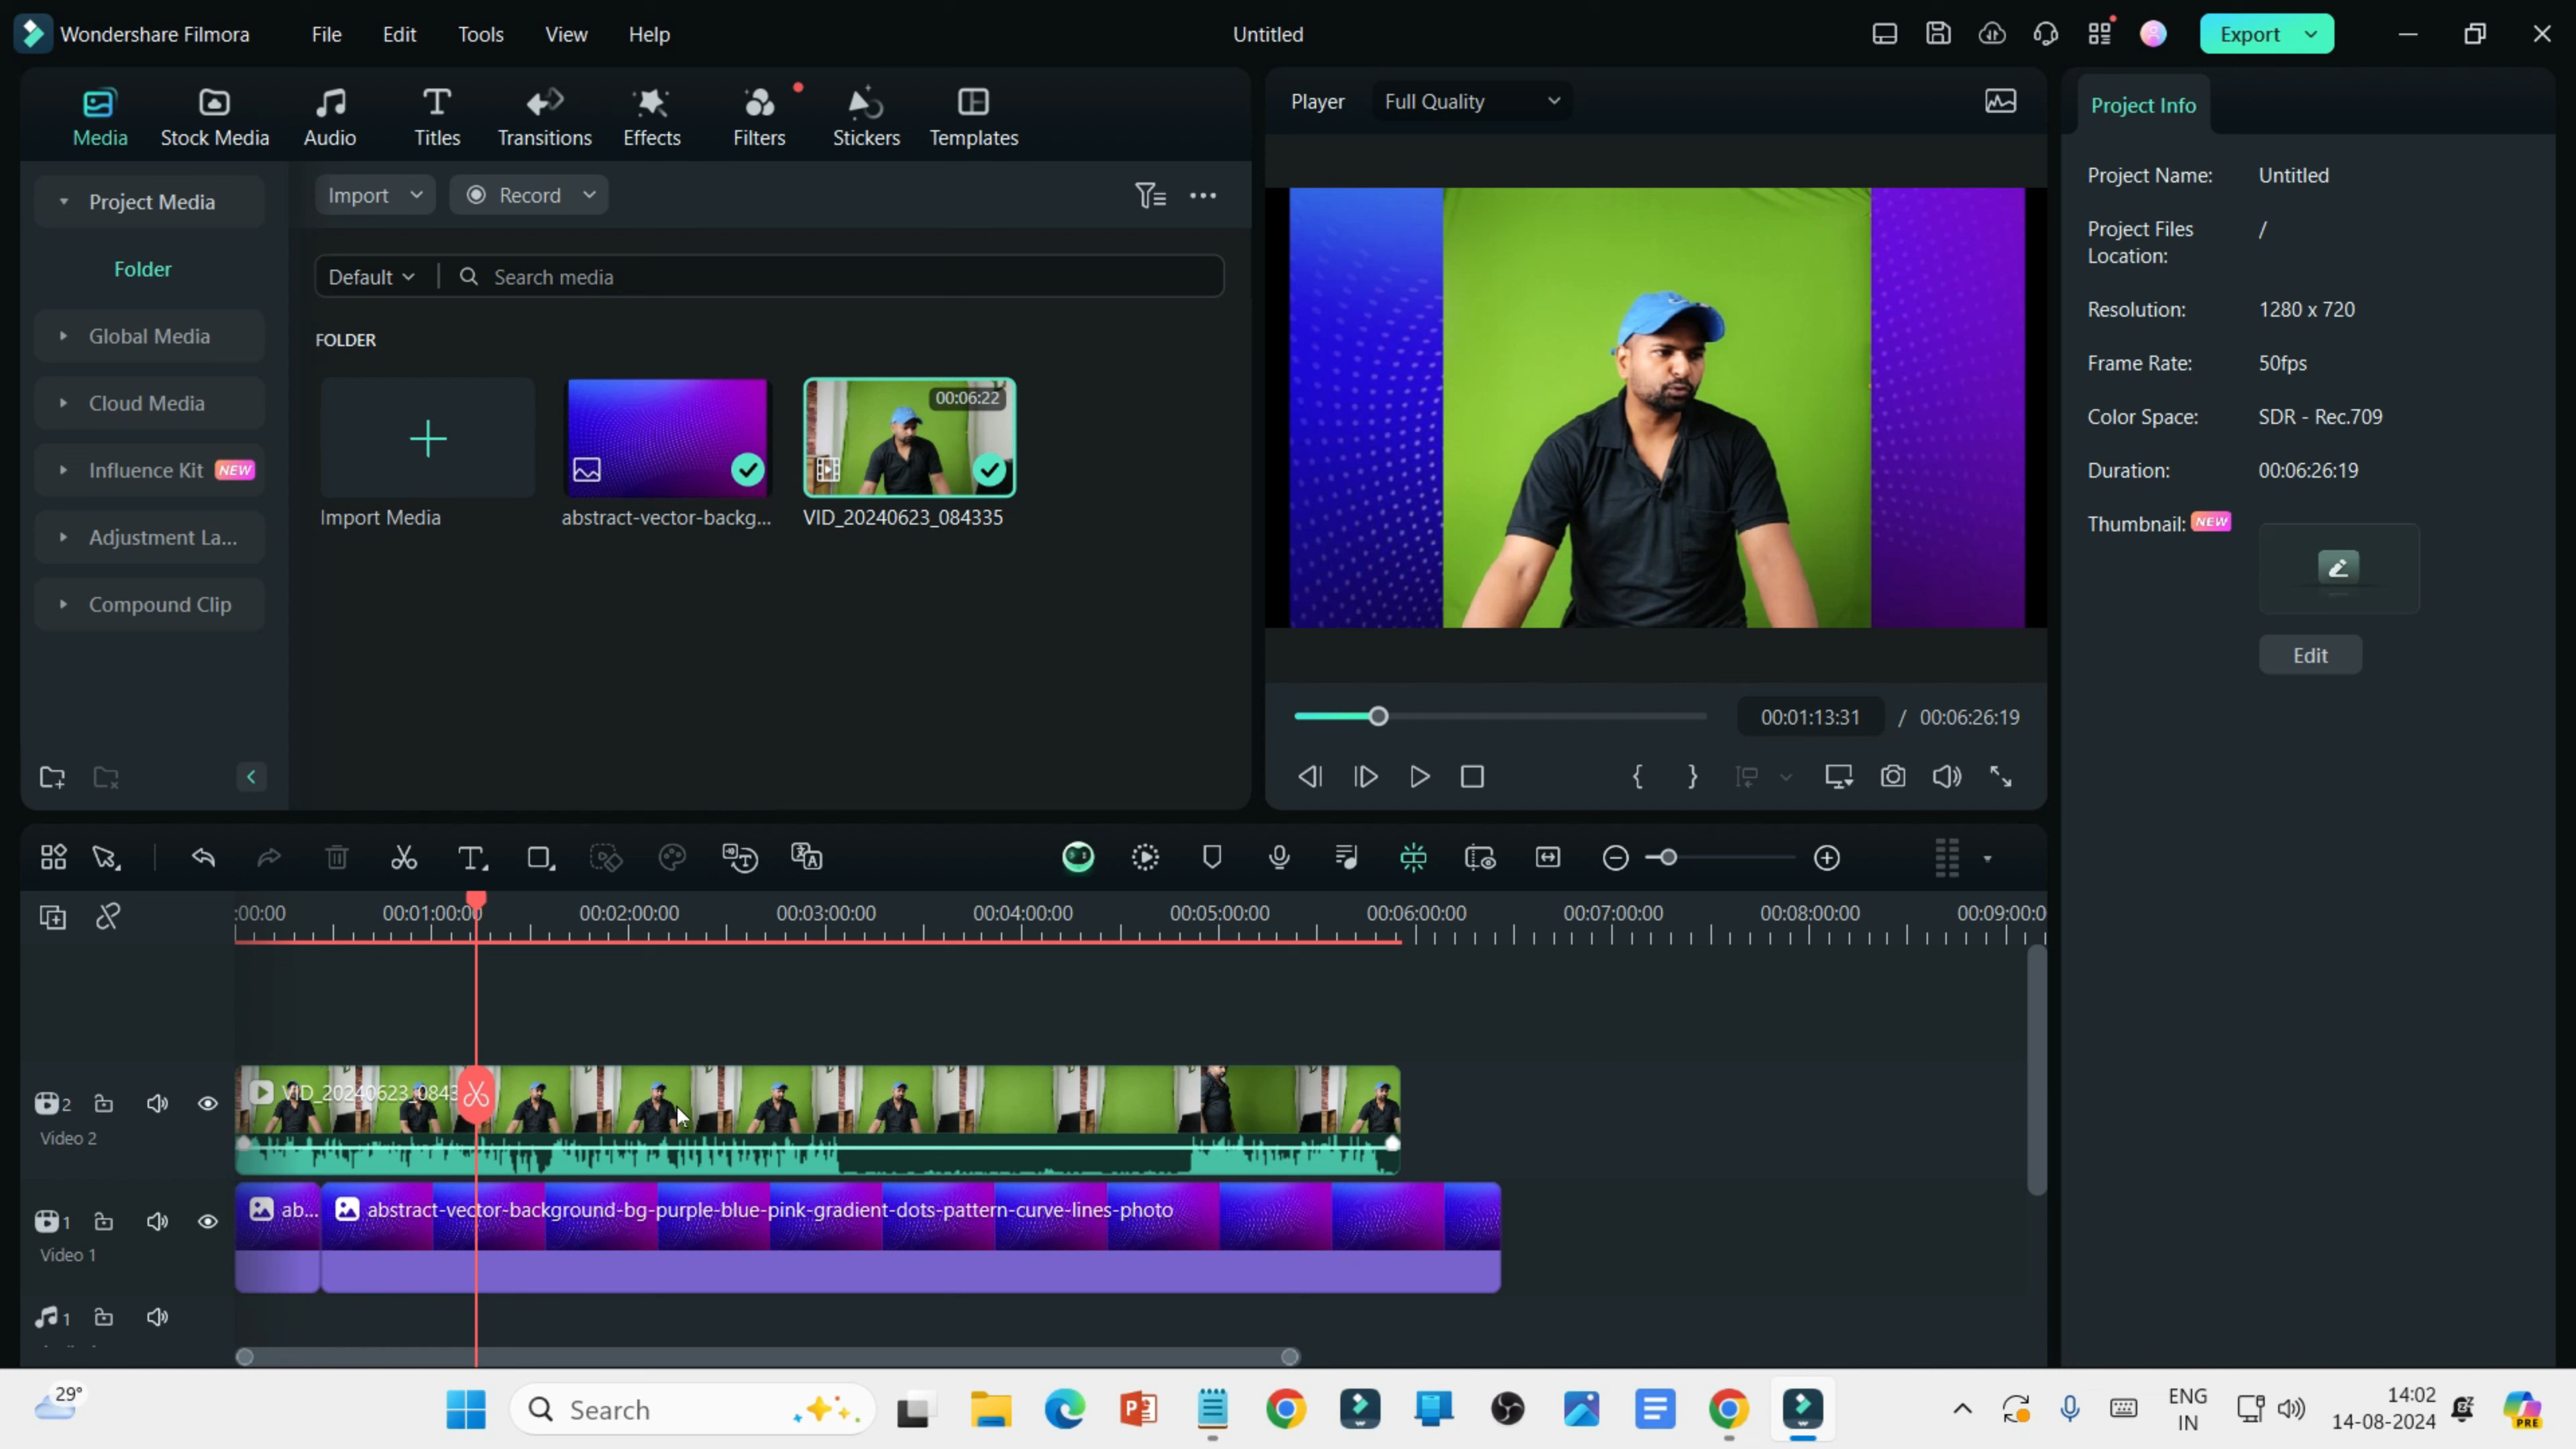 Wondershare Filmora File Edit Tools View Help Untitled Export
Media Stock Media Audio Titles Transitions Effects Filters Stickers Templates
Project Media
Folder
Global Media
Cloud Media
Influence Kit NEW
Adjustment La...
Compound Clip
Import Record
Default Search media
FOLDER
00:06:22
Import Media abstract-vector-backg... VID_20240623_084335
Player Full Quality
00:01:13:31 / 00:06:26:19
Project Info
Project Name: Untitled
Project Files Location: /
Resolution: 1280 x 720
Frame Rate: 50fps
Color Space: SDR - Rec.709
Duration: 00:06:26:19
Thumbnail: NEW
Edit
:00:00 00:01:00:00 00:02:00:00 00:03:00:00 00:04:00:00 00:05:00:00 00:06:00:00 00:07:00:00 00:08:00:00 00:09:00:0
2
Video 2
VID_20240623_0843
1
Video 1
ab... abstract-vector-background-bg-purple-blue-pink-gradient-dots-pattern-curve-lines-photo
1
29° Search ENG IN 14:02 14-08-2024 PRE